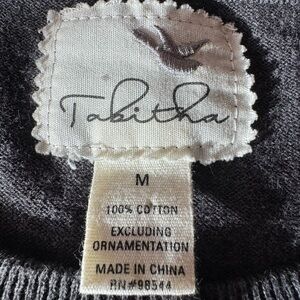 Tabitha
M
100% COTTON
EXCLUDING
ORNAMENTATION
MADE IN CHINA
RN#98544